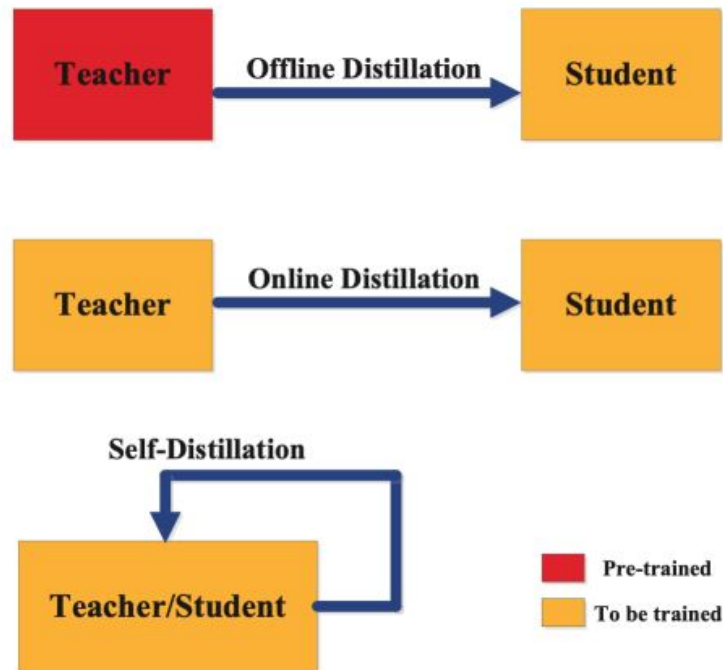 Teacher
Offline Distillation
Student
Teacher
Online Distillation
Student
Self-Distillation
Teacher/Student
Pre-trained
To be trained